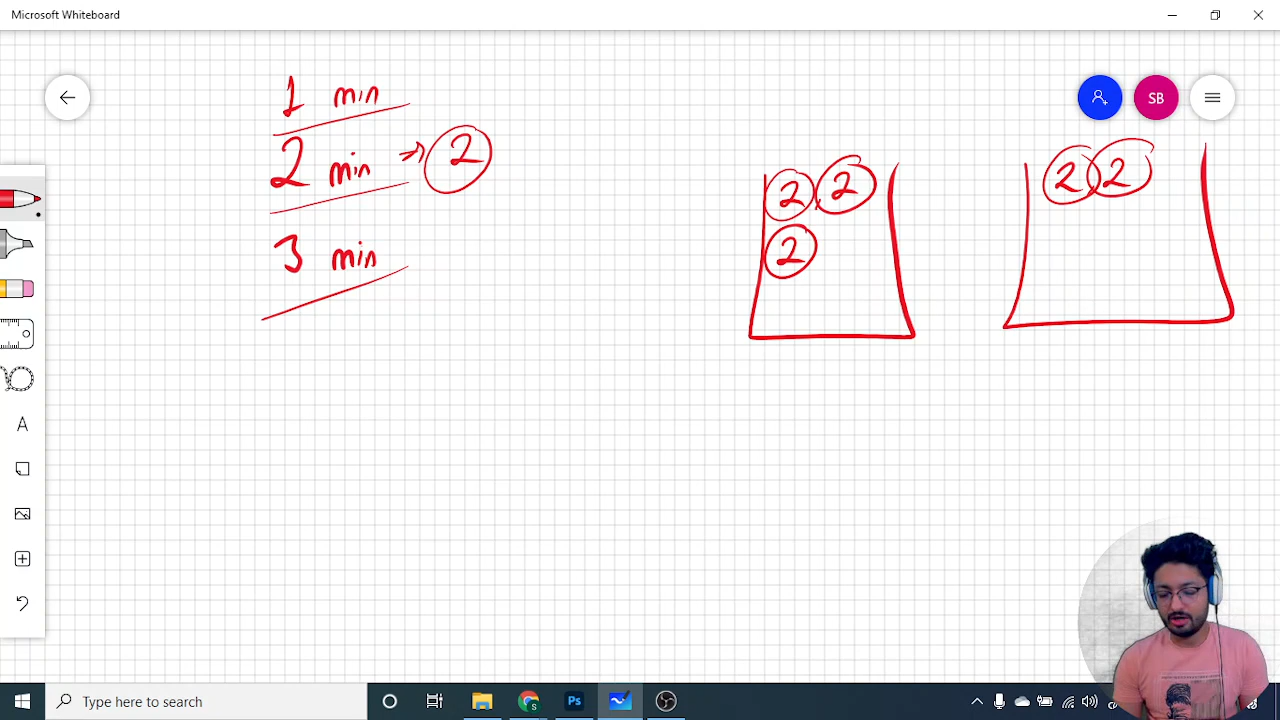 Microsoft Whiteboard
1 min
SB
2 min → 2
2 2
2 2
2
3 min
A
Type here to search
Ps